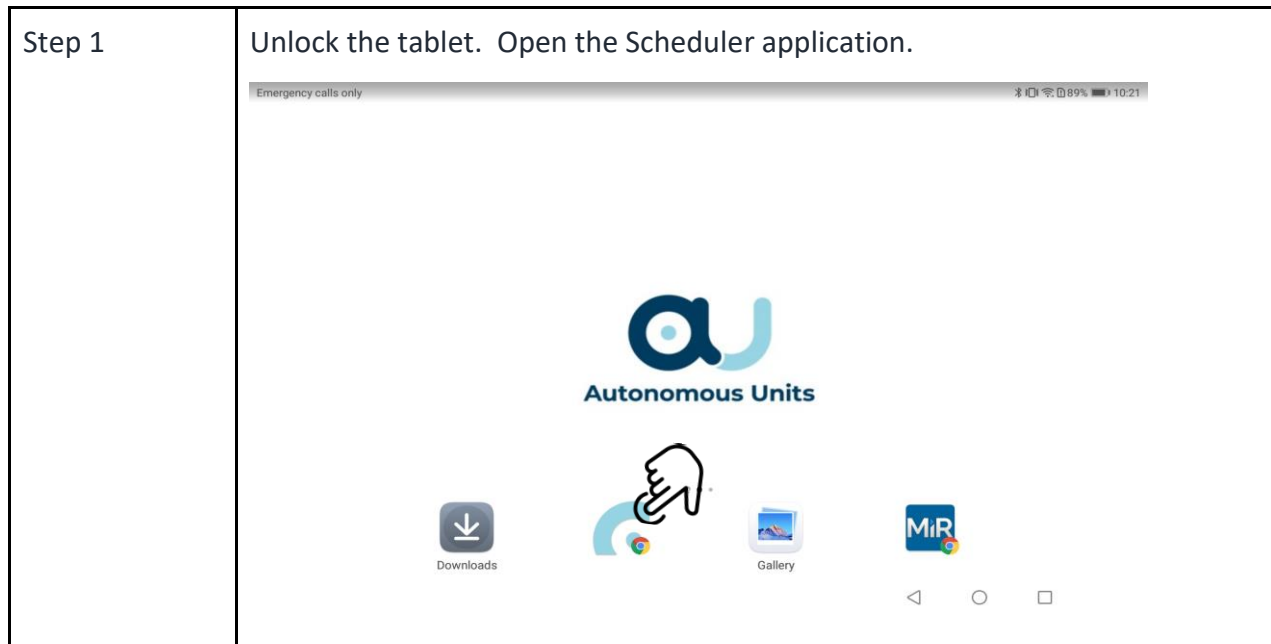 Step 1
Unlock the tablet. Open the Scheduler application.
Emergency calls only
89% 10:21
au
Autonomous Units
MiR
Downloads
Gallery